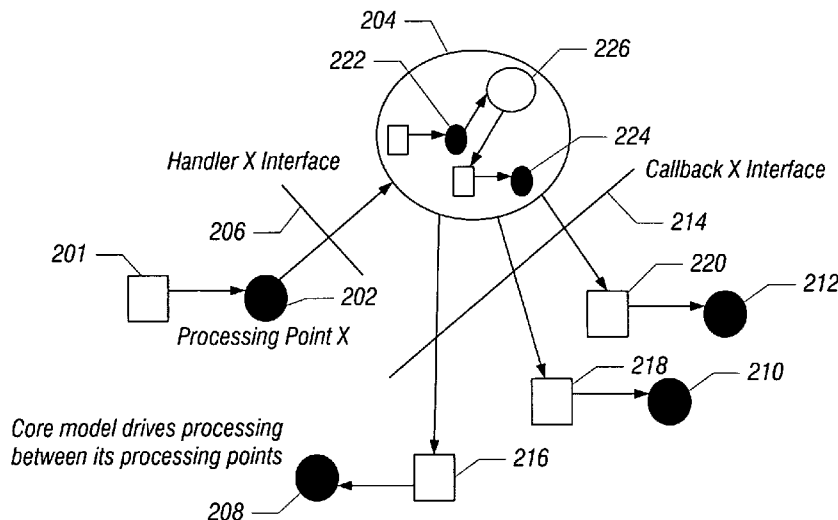 204
226
222
224
Handler X Interface
Callback X Interface
206
214
201
220
212
202
Processing Point X
218
210
Core model drives processing
between its processing points
216
208